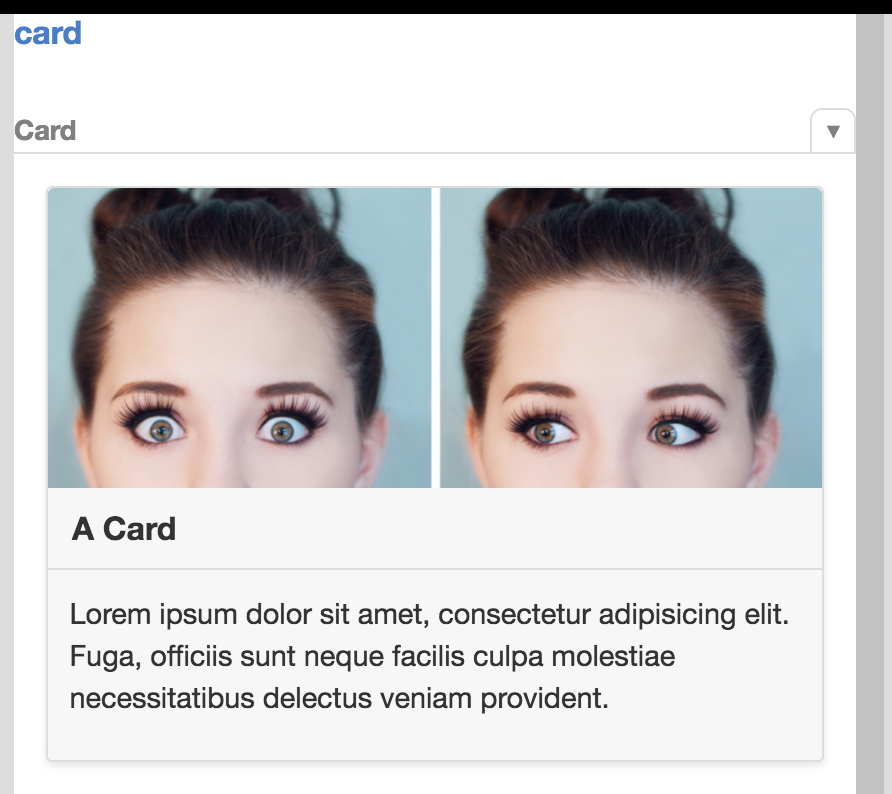 card
Card
▼
A Card
Lorem ipsum dolor sit amet, consectetur adipisicing elit.
Fuga, officiis sunt neque facilis culpa molestiae
necessitatibus delectus veniam provident.